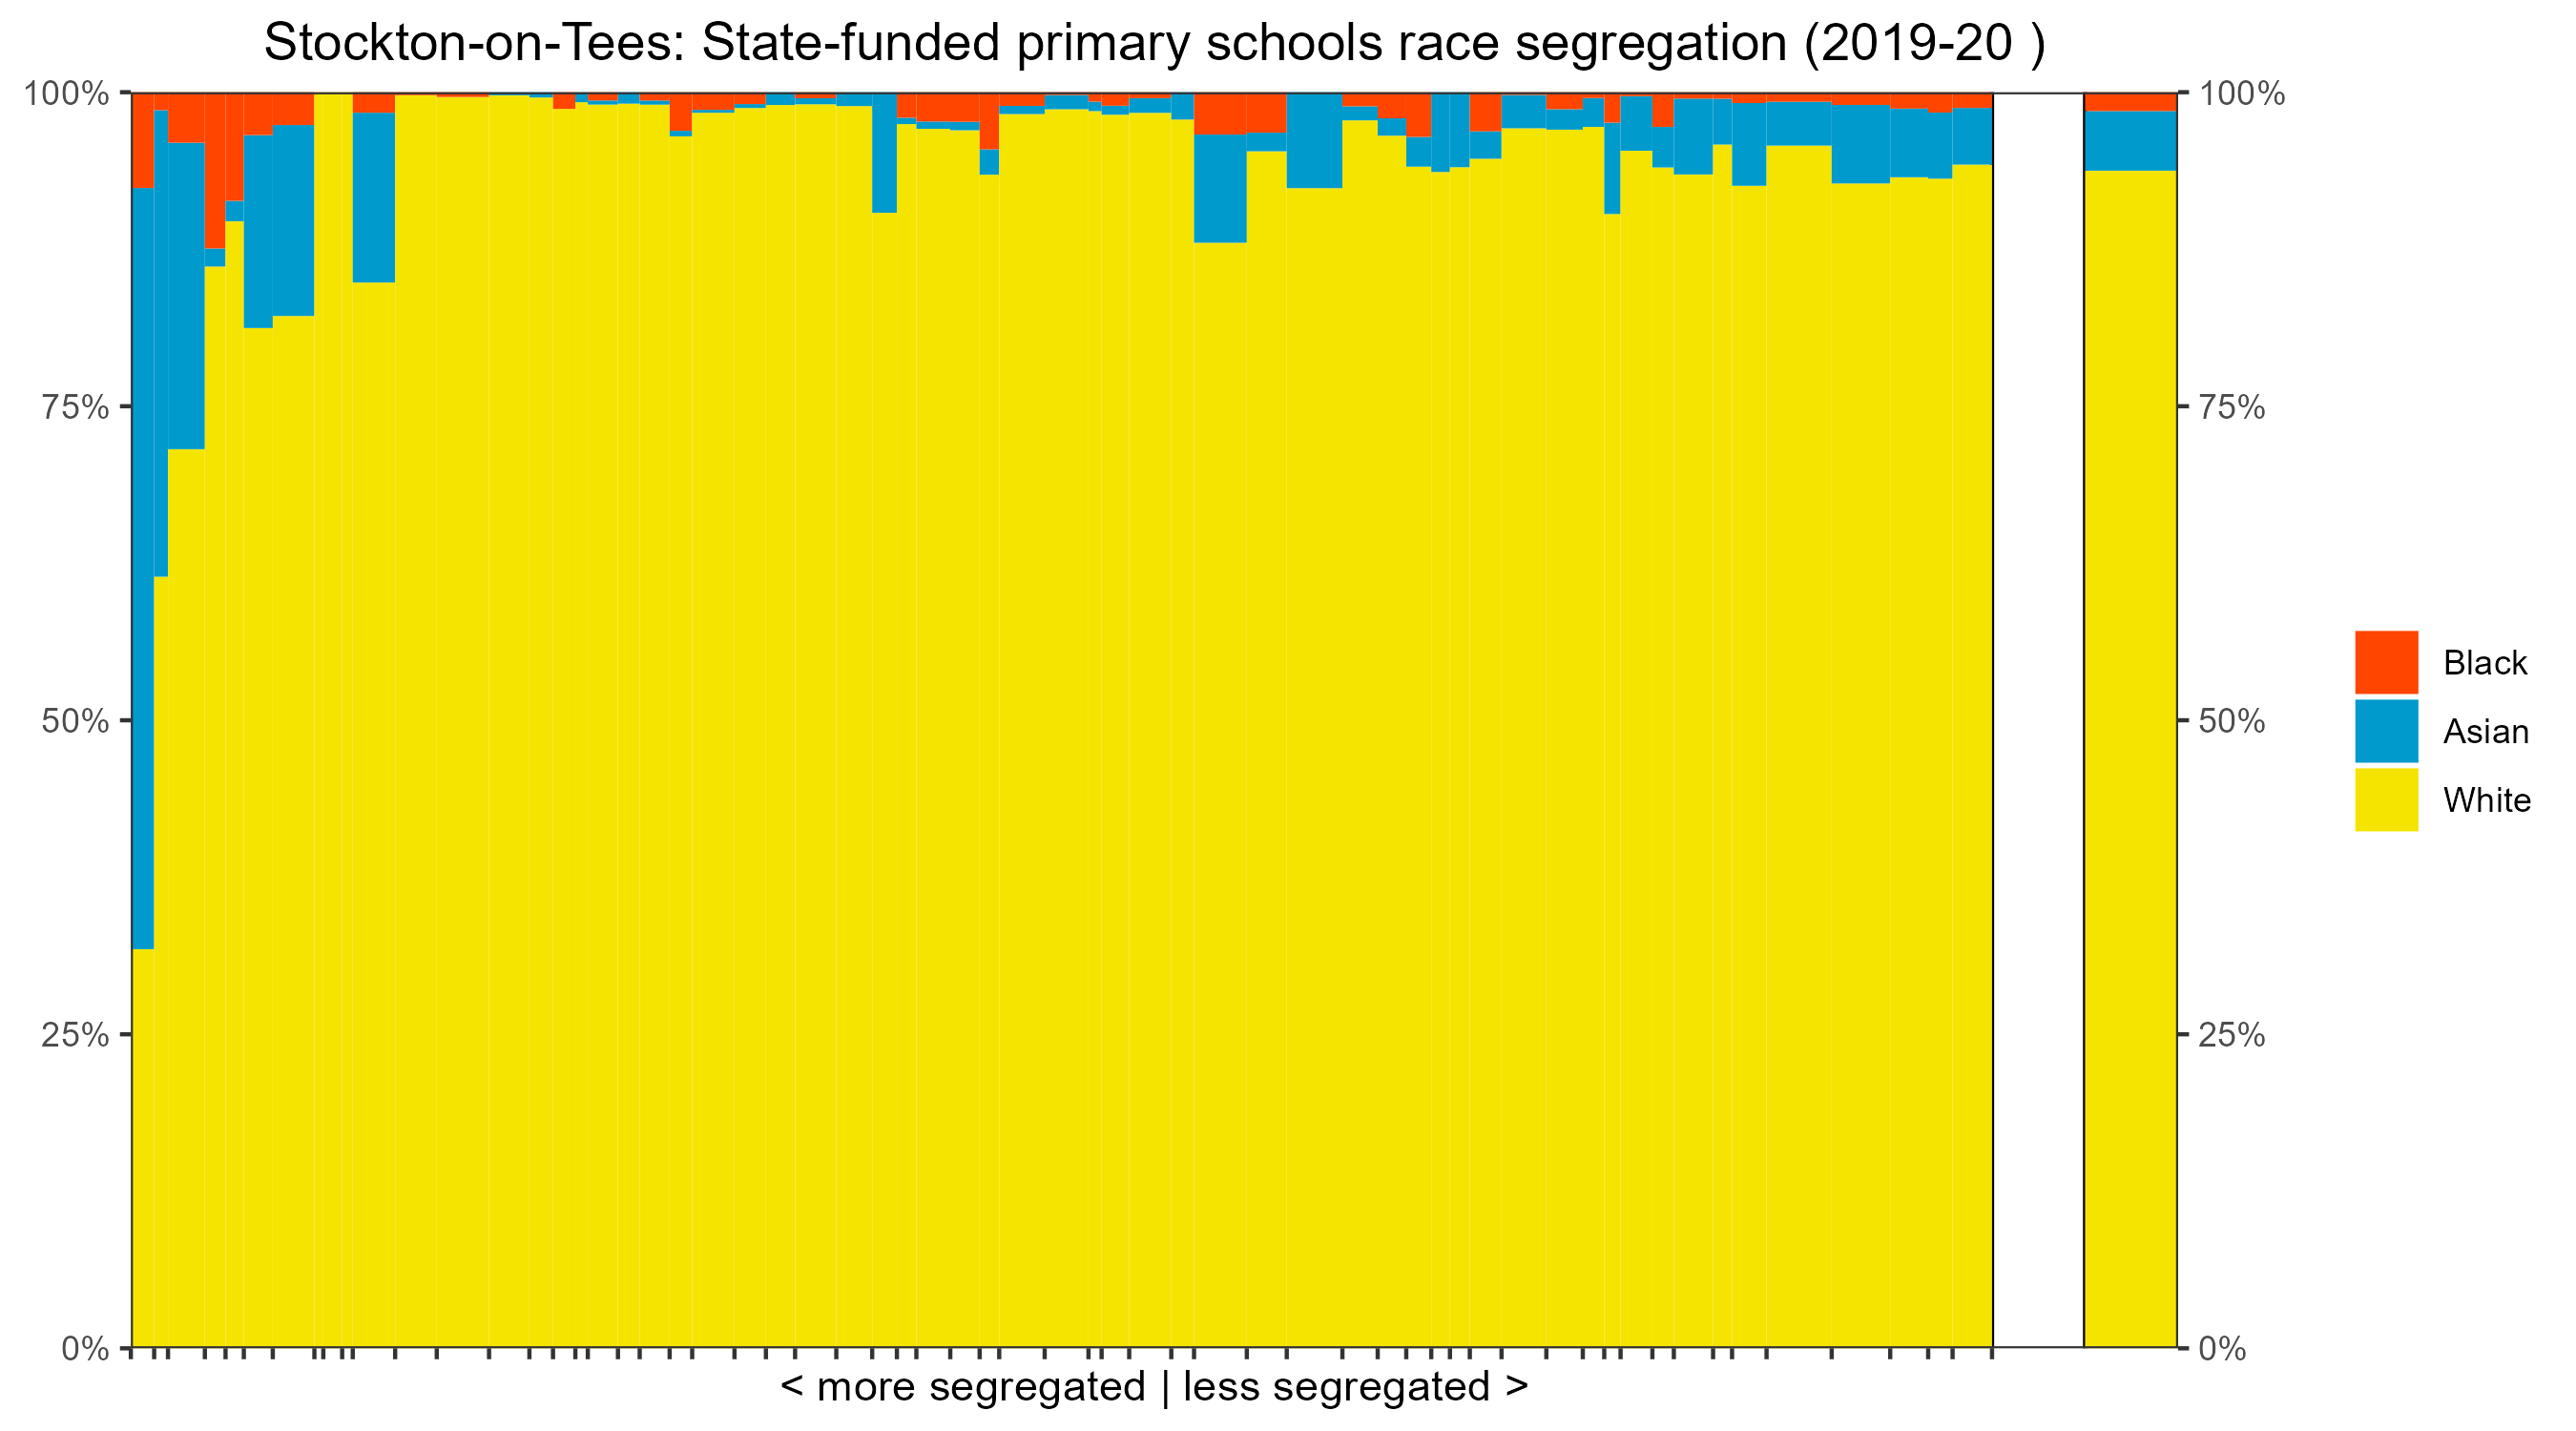 Stockton-on-Tees: State-funded primary schools race segregation (2019-20 )
100%
75%
50%
25%
0%
100%
75%
50%
25%
0%
Black
Asian
White
< more segregated | less segregated >